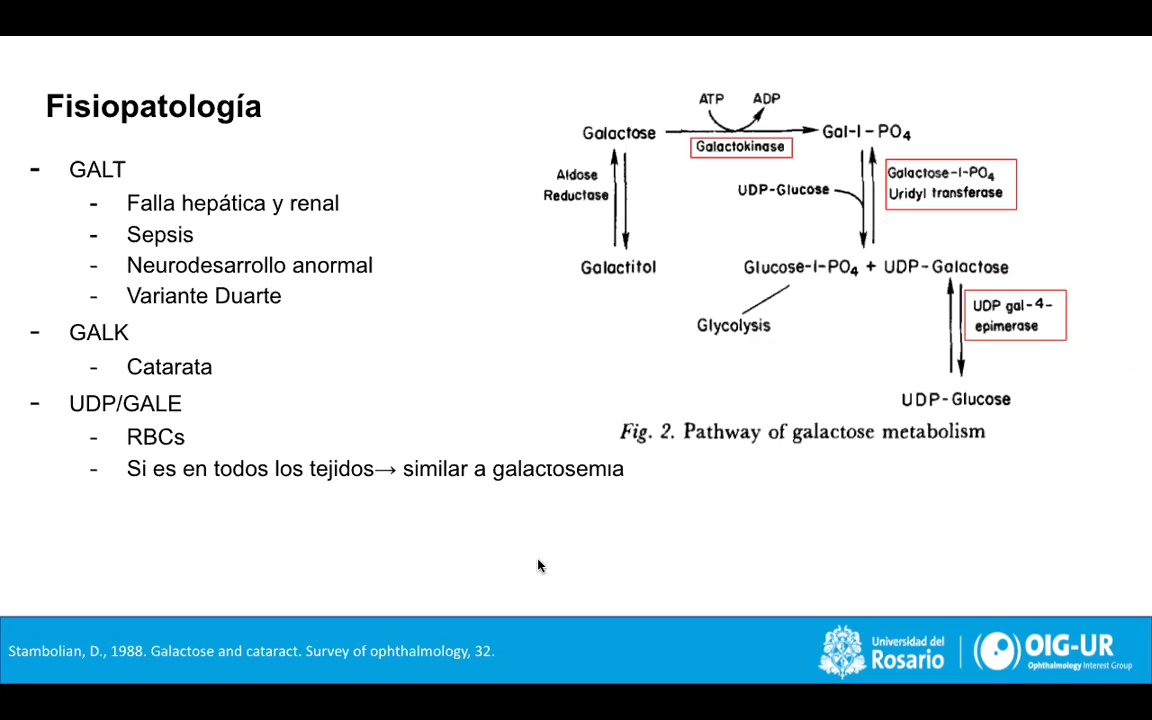 Fisiopatología
- GALT
- Falla hepática y renal
- Sepsis
- Neurodesarrollo anormal
- Variante Duarte
- GALK
- Catarata
- UDP/GALE
- RBCs
- Si es en todos los tejidos→ similar a galactosemia
ATP ADP
Galactose
Gal-1-PO4
Galactokinase
Aldose
Reductase
UDP-Glucose
Galactose-1-PO4
Uridyl transferase
Galactitol
Glucose-1-PO4 + UDP-Galactose
Glycolysis
UDP gal-4-
epimerase
UDP-Glucose
Fig. 2. Pathway of galactose metabolism
Stambolian, D., 1988. Galactose and cataract. Survey of ophthalmology, 32.
Universidad del
Rosario
OIG-UR
Ophthalmology Interest Group